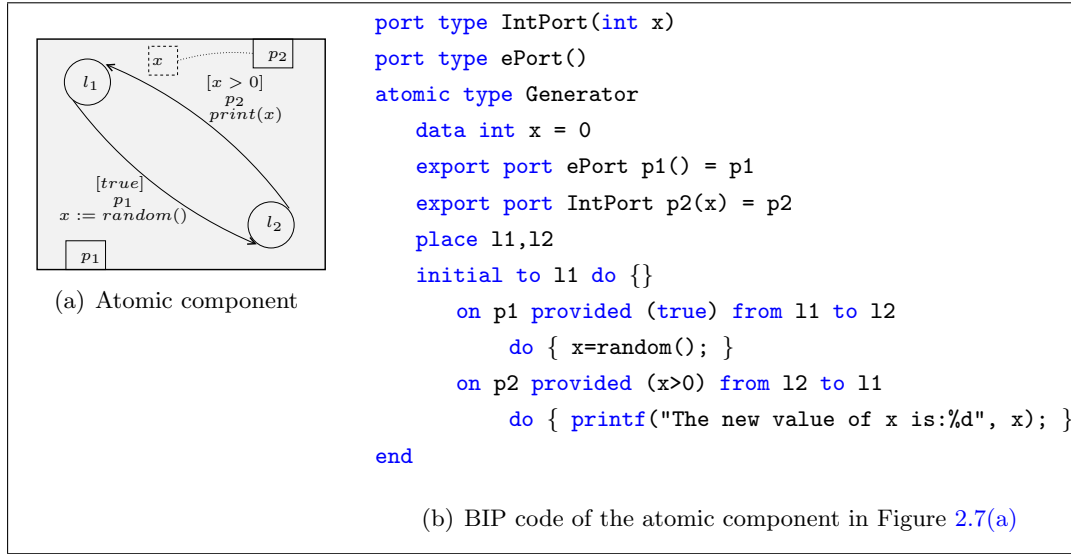 x
p2
l1
[x > 0]
p2
print(x)
[true]
p1
x := random()
l2
p1
(a) Atomic component
port type IntPort(int x)
port type ePort()
atomic type Generator
data int x = 0
export port ePort p1() = p1
export port IntPort p2(x) = p2
place l1,l2
initial to l1 do {}
on p1 provided (true) from l1 to l2
do { x=random(); }
on p2 provided (x>0) from l2 to l1
do { printf("The new value of x is:%d", x); }
end
(b) BIP code of the atomic component in Figure 2.7(a)